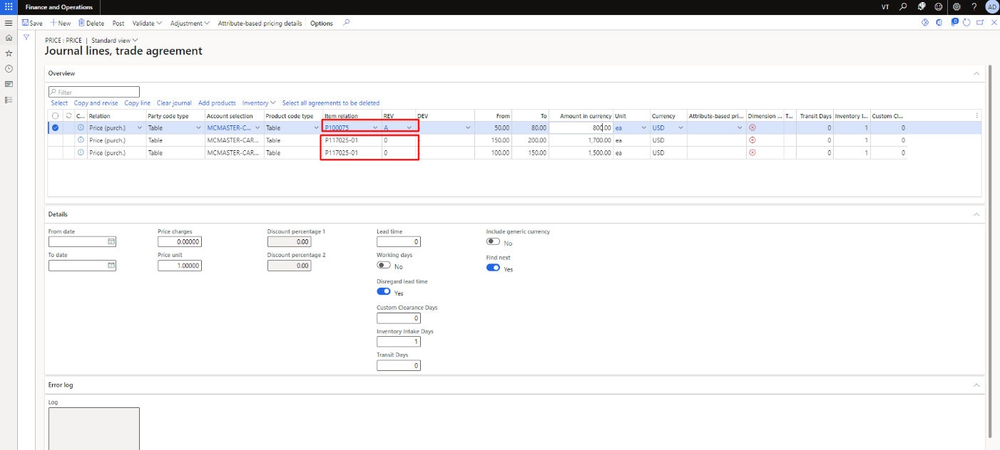 Finance and Operations VT AD
Save New Delete Post Validate Adjustment Attribute-based pricing details Options 0
PRICE : PRICE | Standard view
Journal lines, trade agreement
Overview
Filter
Select Copy and revise Copy line Clear journal Add products Inventory Select all agreements to be deleted
C... Relation Party code type Account selection Product code type Item relation REV DEV From To Amount in currency Unit Currency Attribute-based pri... Dimension ... T... Transit Days Inventory I... Custom Cl...
Price (purch.) Table MCMASTER-C... Table P100075 A 50.00 80.00 800.00 ea USD 0 1 0
Price (purch.) Table MCMASTER-CAR... Table P117025-01 0 150.00 200.00 1,700.00 ea USD 0 1 0
Price (purch.) Table MCMASTER-CAR... Table P117025-01 0 100.00 150.00 1,500.00 ea USD 0 1 0
Details
From date Price charges Discount percentage 1 Lead time Include generic currency
0.00000 0.00 0 No
To date Price unit Discount percentage 2 Working days Find next
1.00000 0.00 No Yes
Disregard lead time
Yes
Custom Clearance Days
0
Inventory Intake Days
1
Transit Days
0
Error log
Log